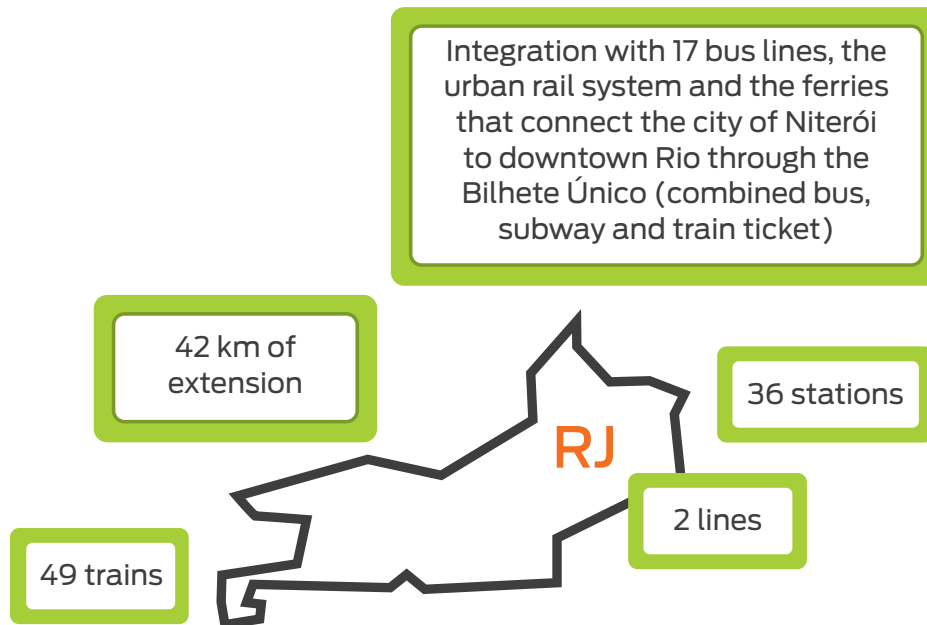 Integration with 17 bus lines, the
urban rail system and the ferries
that connect the city of Niterói
to downtown Rio through the
Bilhete Único (combined bus,
subway and train ticket)
42 km of
extension
36 stations
RJ
2 lines
49 trains